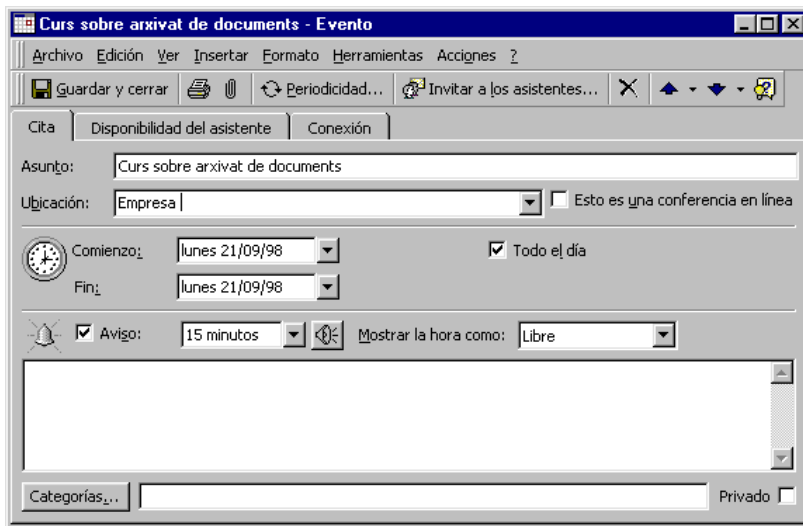 Curs sobre arxivat de documents - Evento
Archivo Edición Ver Insertar Formato Herramientas Acciones ?
Guardar y cerrar Periodicidad... Invitar a los asistentes...
Cita Disponibilidad del asistente Conexión
Asunto: Curs sobre arxivat de documents
Ubicación: Empresa Esto es una conferencia en línea
Comienzo: lunes 21/09/98 Todo el día
Fin: lunes 21/09/98
Aviso: 15 minutos Mostrar la hora como: Libre
Categorías... Privado